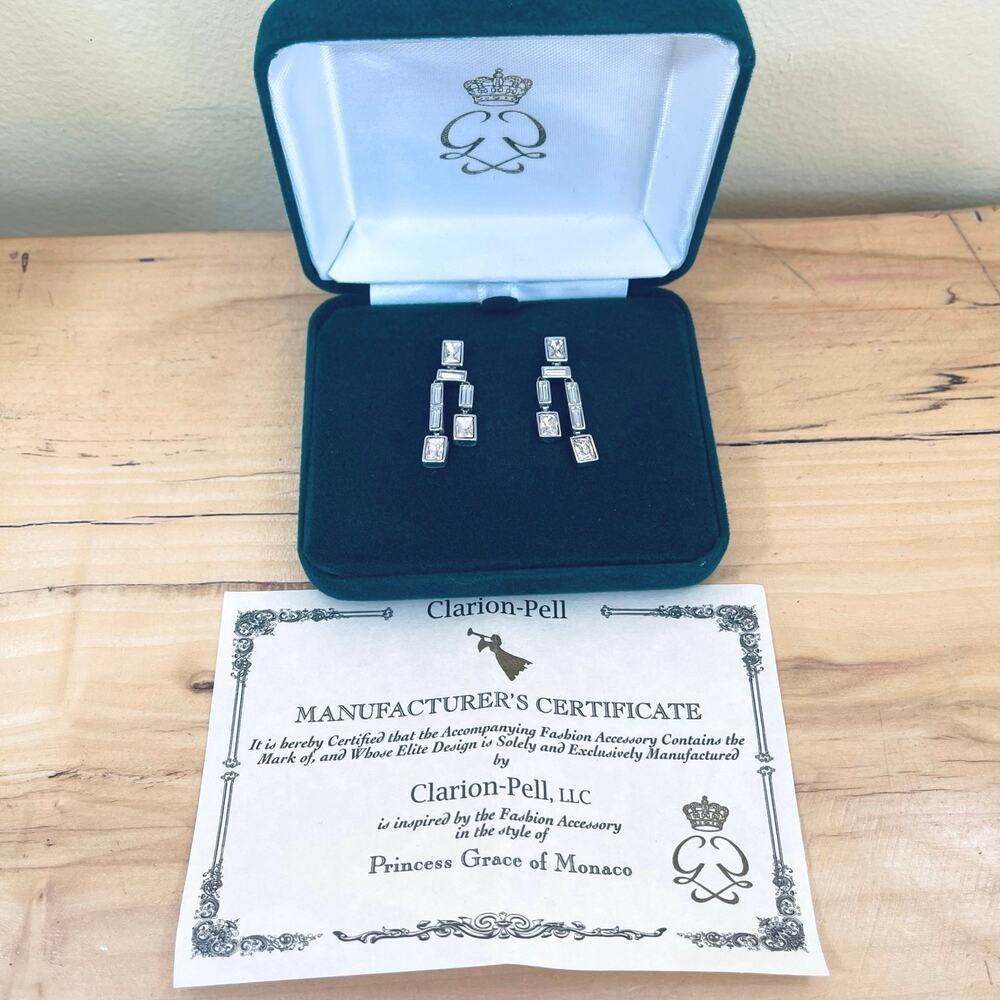 Clarion-Pell
MANUFACTURER'S CERTIFICATE
It is hereby Certified that the Accompanying Fashion Accessory Contains the
Mark of, and Whose Elite Design is Solely and Exclusively Manufactured
by
Clarion-Pell, LLC
is inspired by the Fashion Accessory
in the style of
Princess Grace of Monaco